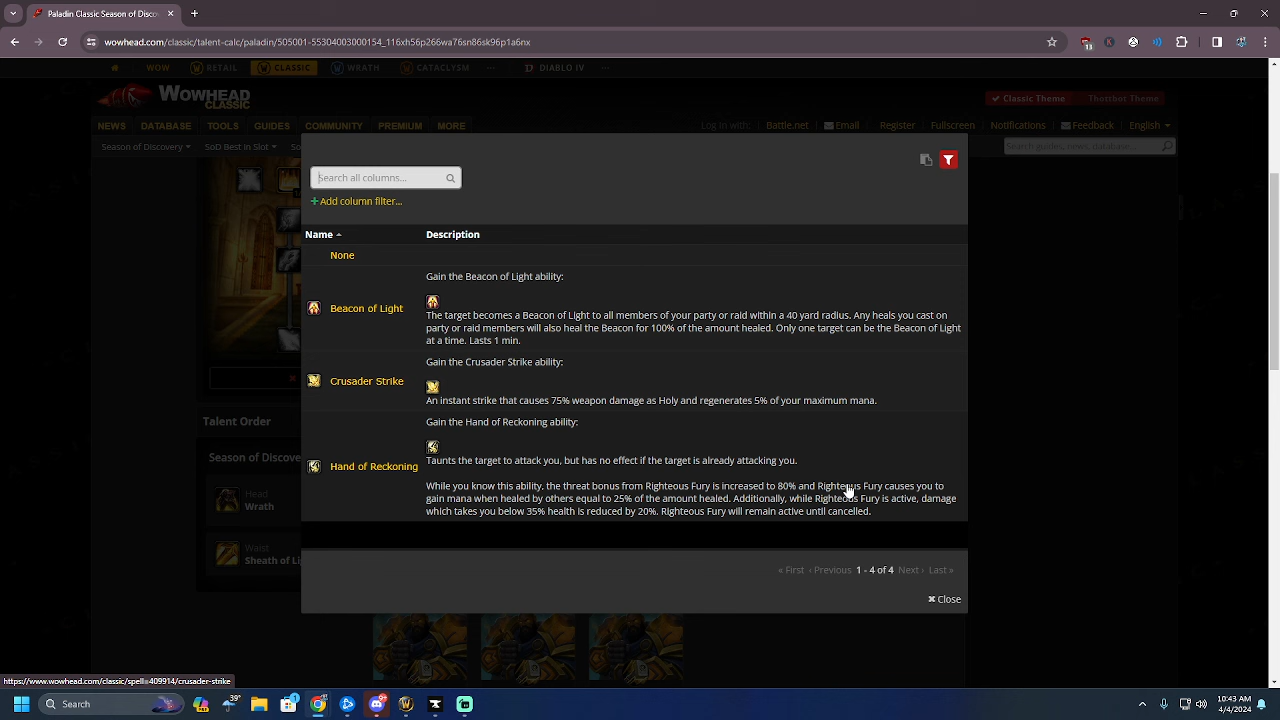 Paladin (Classic) / Season of D
wowhead.com/classic/season/505001-55304003000154_116xh56p266wa76sn86sk96p1a6nx
11
WOW RETAIL CLASSIC WRATH CATACLYSM DIABLO IV
WOWHEAD
CLASSIC
Classic Theme Thottbot Theme
NEWS DATABASE TOOLS GUIDES COMMUNITY PREMIUM MORE
Log in with: Battle.net Email Register Fullscreen Notifications Feedback English
Season of Discovery SoD Best in Slot So Search guides, news, database...
Search all columns...
Add column filter...
Name Description
None
Gain the Beacon of Light ability:
Beacon of Light
The target becomes a Beacon of Light to all members of your party or raid within a 40 yard radius. Any heals you cast on
party or raid members will also heal the Beacon for 100% of the amount healed. Only one target can be the Beacon of Light
at a time. Lasts 1 min.
Gain the Crusader Strike ability:
Crusader Strike
An instant strike that causes 75% weapon damage as Holy and regenerates 5% of your maximum mana.
Gain the Hand of Reckoning ability:
Hand of Reckoning
Taunts the target to attack you, but has no effect if the target is already attacking you.
While you know this ability, the threat bonus from Righteous Fury is increased to 80% and Righteous Fury causes you to
gain mana when healed by others equal to 25% of the amount healed. Additionally, while Righteous Fury is active, damage
which takes you below 35% health is reduced by 20%. Righteous Fury will remain active until cancelled.
« First ‹ Previous 1 - 4 of 4 Next › Last »
Close
Talent Order
Season of Discove
Head
Wrath
Waist
Sheath of Li
https://www.wowhead.com/classic/spell=409914/crusader-strike
Search
10:43 AM
4/4/2024